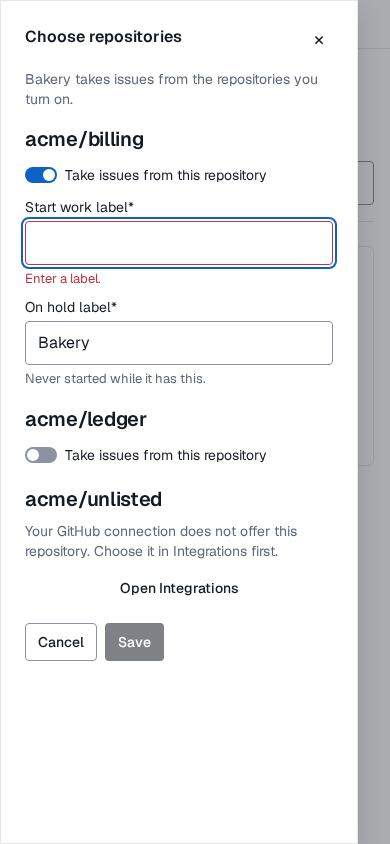 Choose repositories
×
Bakery takes issues from the repositories you
turn on.
acme/billing
Take issues from this repository
Start work label*
Enter a label.
On hold label*
Bakery
Never started while it has this.
acme/ledger
Take issues from this repository
acme/unlisted
Your GitHub connection does not offer this
repository. Choose it in Integrations first.
Open Integrations
Cancel
Save